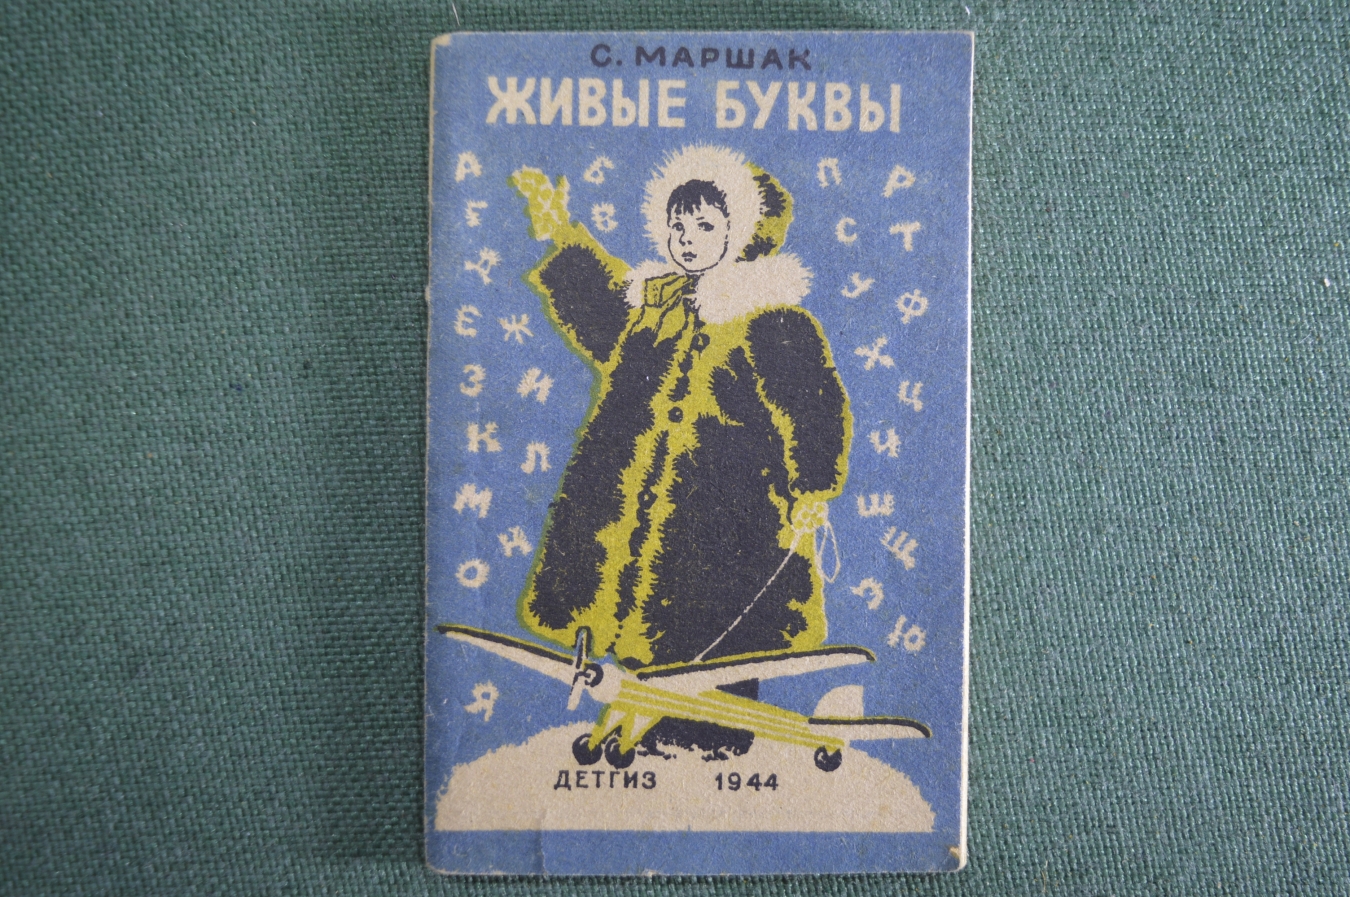 С. МАРШАК
ЖИВЫЕ БУКВЫ
А Б П Р
Г В С Т
Д У Ф
Е Ж Х Ц
З И
К Л Ч
М Н Ш Щ
О Э Ю
Я
ДЕТГИЗ 1944